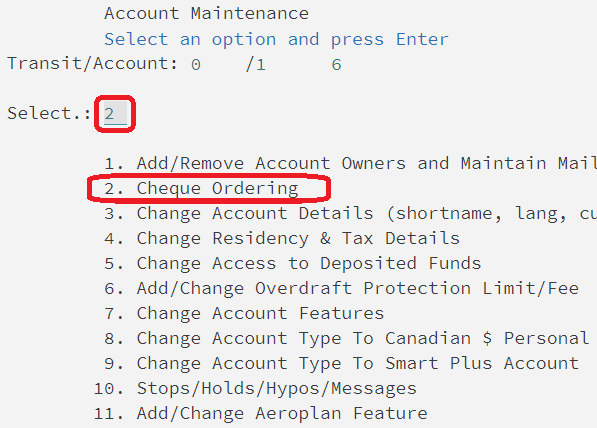 Account Maintenance
Select an option and press Enter
Transit/Account: 0 /1 6
Select.: 2
1. Add/Remove Account Owners and Maintain Mail
2. Cheque Ordering
3. Change Account Details (shortname, lang, cu
4. Change Residency & Tax Details
5. Change Access to Deposited Funds
6. Add/Change Overdraft Protection Limit/Fee
7. Change Account Features
8. Change Account Type To Canadian $ Personal
9. Change Account Type To Smart Plus Account
10. Stops/Holds/Hypos/Messages
11. Add/Change Aeroplan Feature